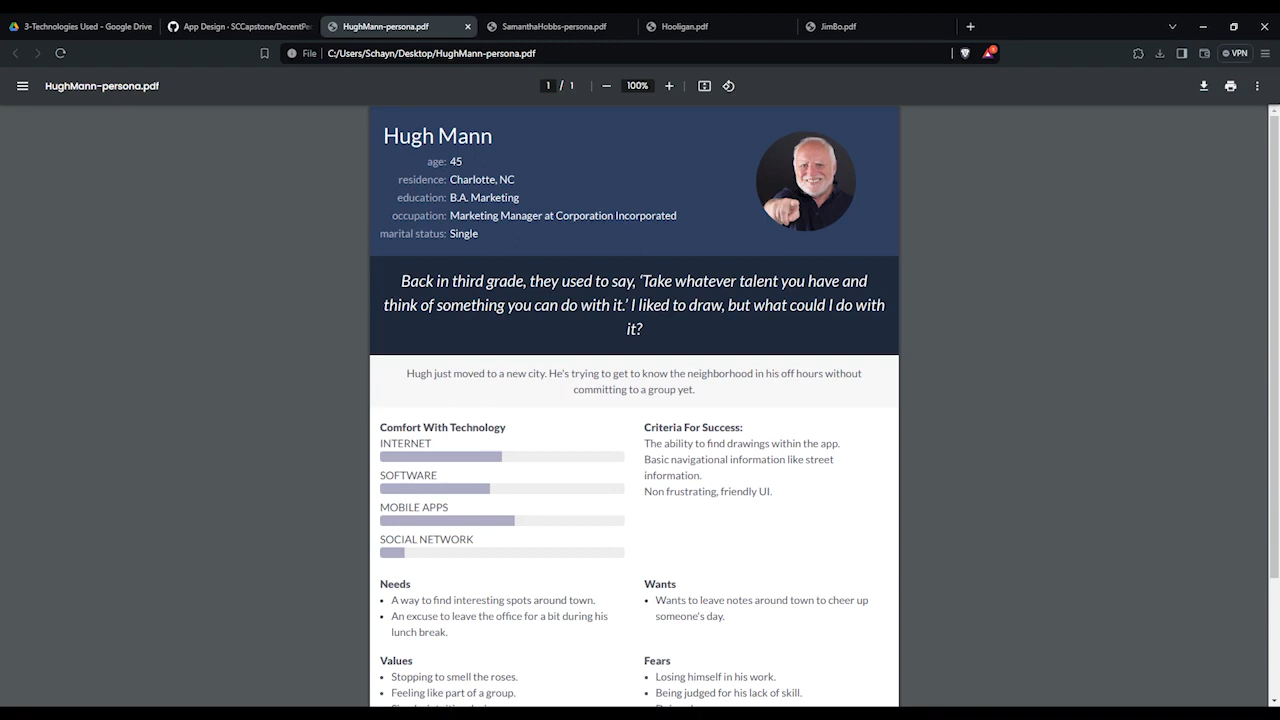 3-Technologies Used - Google Drive
App Design · SCCapstone/DecentPe
HughMann-persona.pdf
SamanthaHobbs-persona.pdf
Hooligan.pdf
JimBo.pdf
File
C:/Users/Schayn/Desktop/HughMann-persona.pdf
VPN
HughMann-persona.pdf
1 / 1
100%
Hugh Mann
age: 45
residence: Charlotte, NC
education: B.A. Marketing
occupation: Marketing Manager at Corporation Incorporated
marital status: Single
Back in third grade, they used to say, ‘Take whatever talent you have and
think of something you can do with it.’ I liked to draw, but what could I do with
it?
Hugh just moved to a new city. He's trying to get to know the neighborhood in his off hours without
committing to a group yet.
Comfort With Technology
INTERNET
SOFTWARE
MOBILE APPS
SOCIAL NETWORK
Criteria For Success:
The ability to find drawings within the app.
Basic navigational information like street
information.
Non frustrating, friendly UI.
Needs
• A way to find interesting spots around town.
• An excuse to leave the office for a bit during his
lunch break.
Wants
• Wants to leave notes around town to cheer up
someone's day.
Values
• Stopping to smell the roses.
• Feeling like part of a group.
Fears
• Losing himself in his work.
• Being judged for his lack of skill.